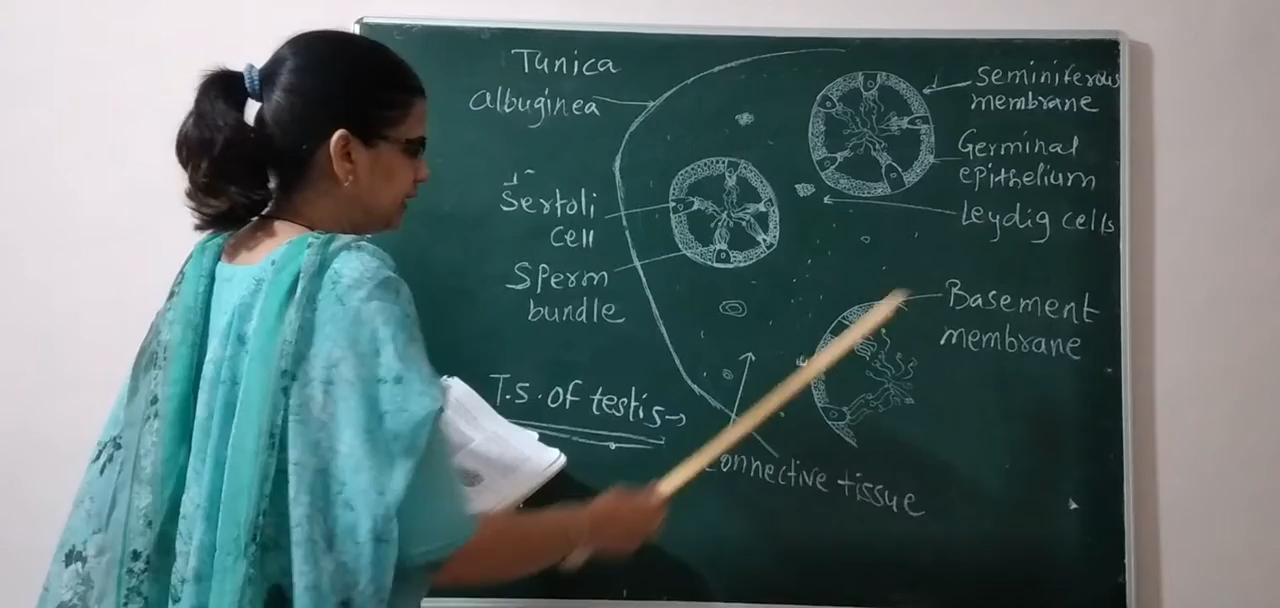 Tunica
albuginea
Sertoli
cell
Sperm
bundle
T.S. of testis
Seminiferous
membrane
Germinal
epithelium
Leydig cells
Basement
membrane
Connective tissue